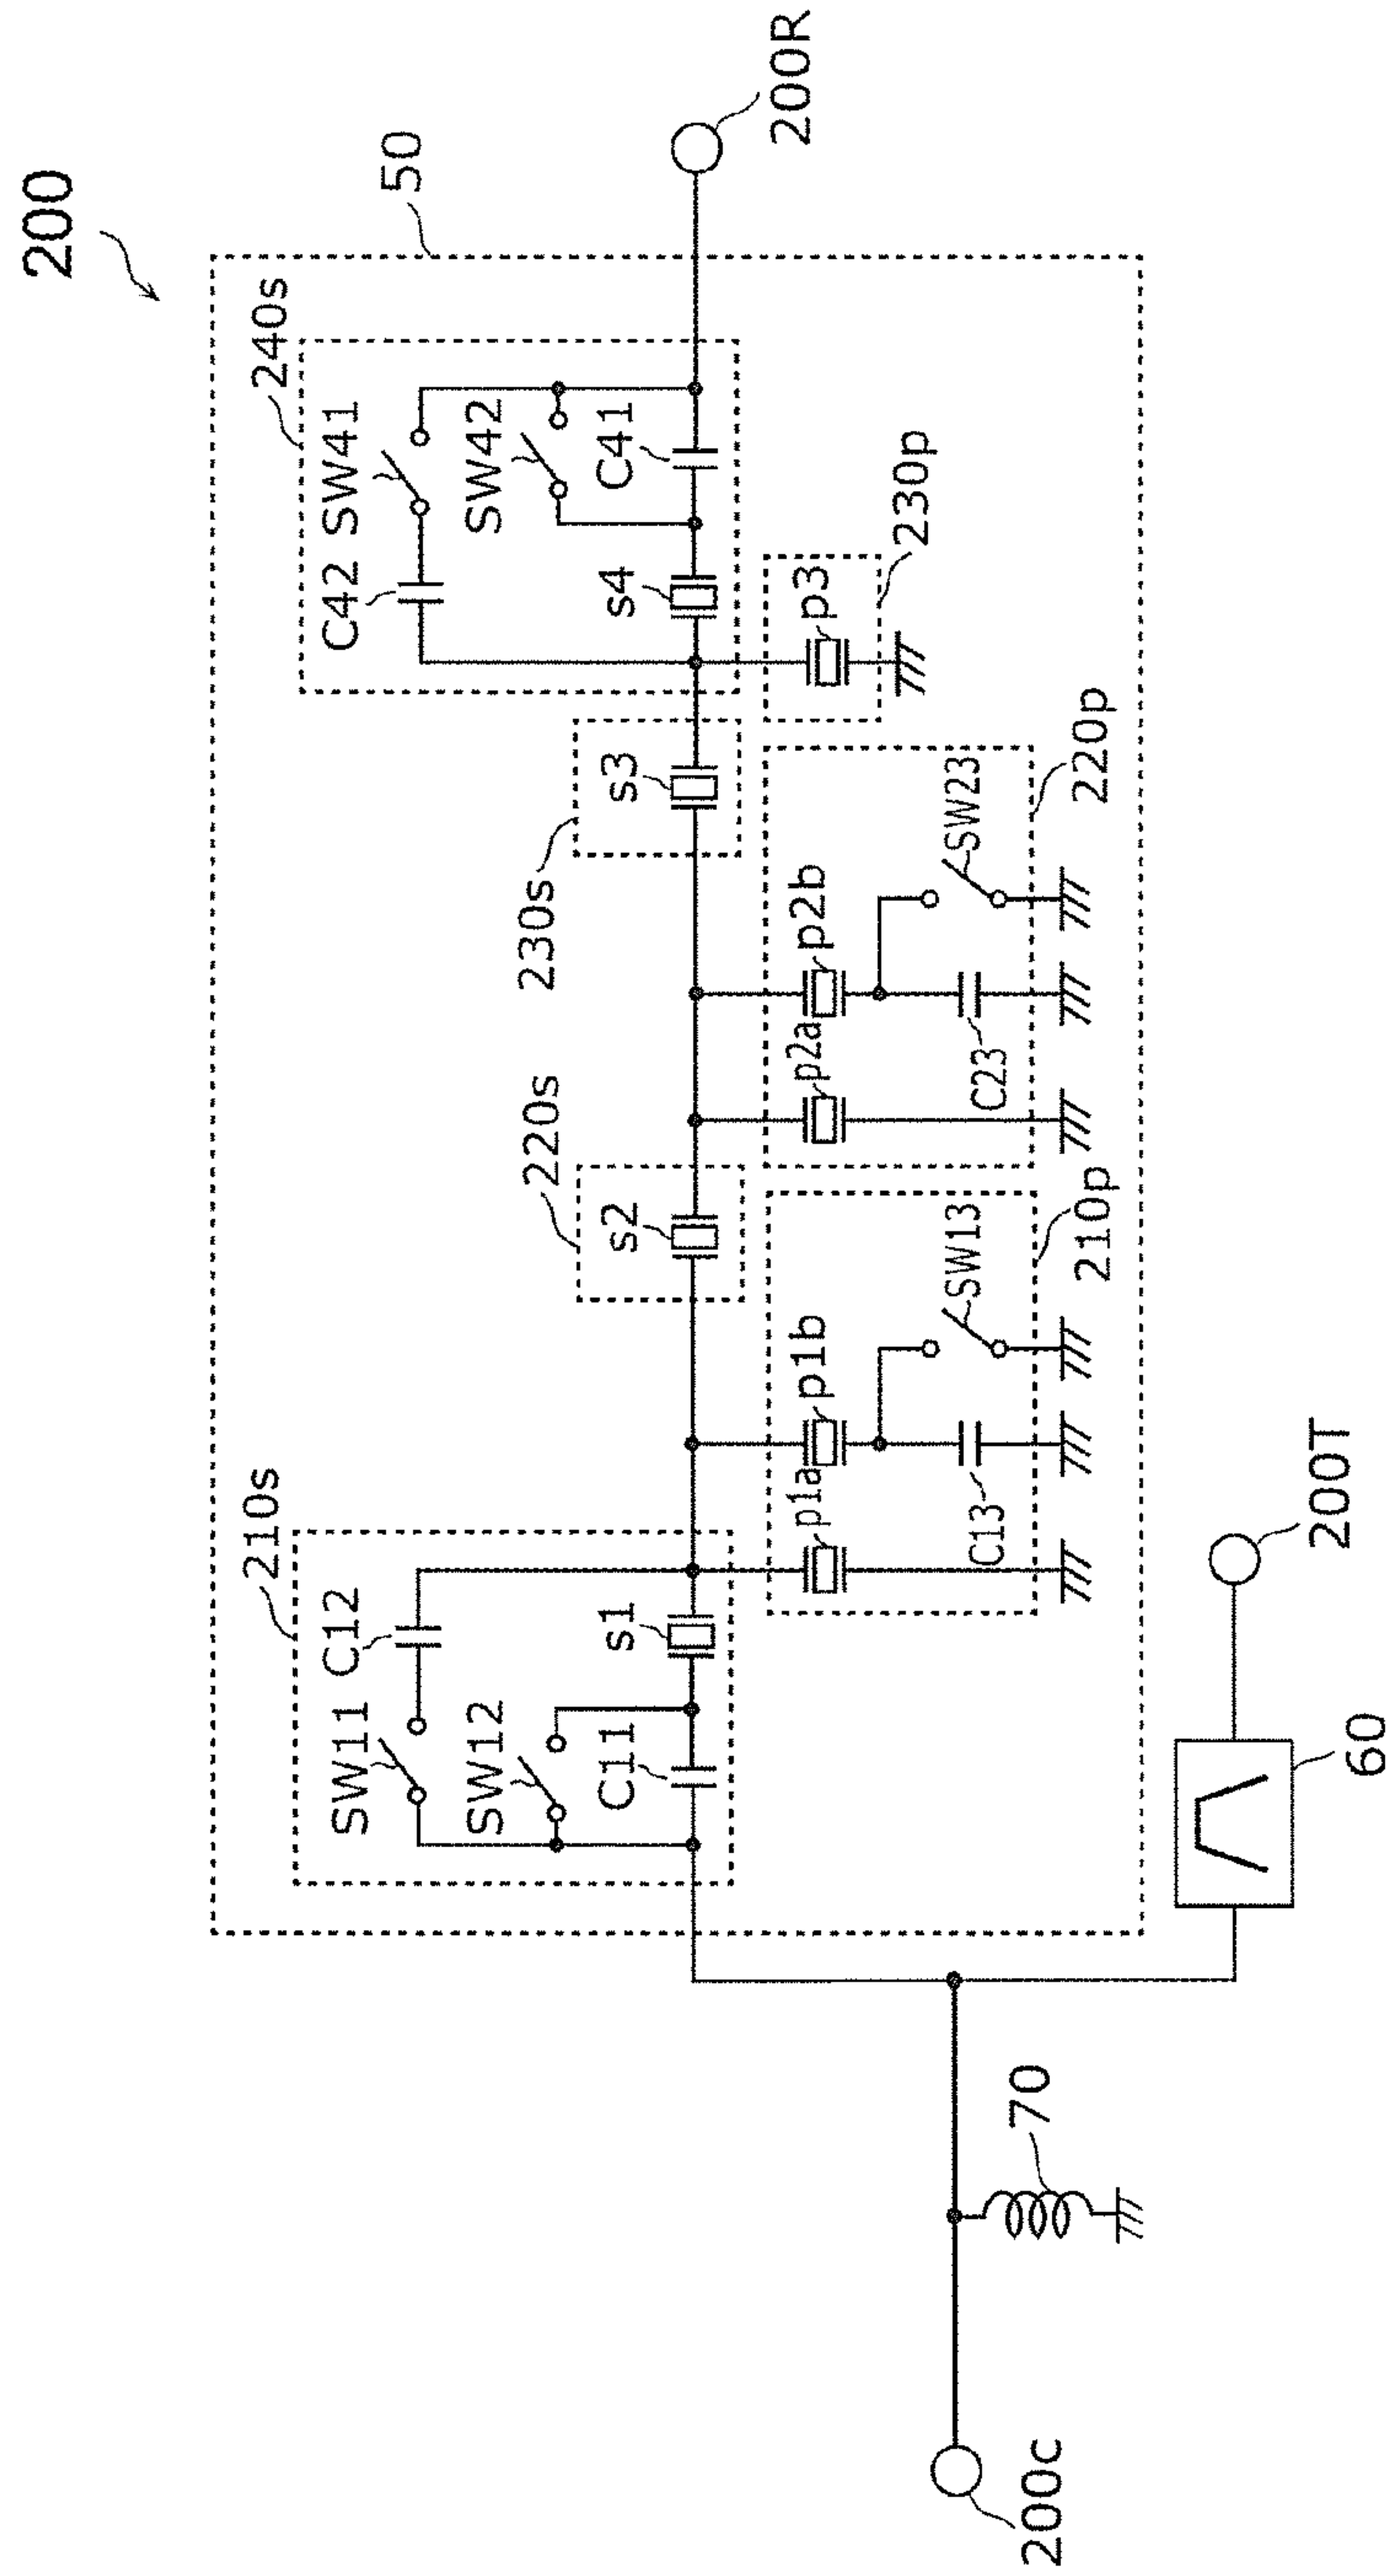 200
50
240s
SW41
C42
SW42
C41
s4
200R
230s
s3
p3
230p
220s
s2
p2a
p2b
SW23
C23
220p
210s
C12
SW11
SW12
s1
C11
p1a
p1b
SW13
C13
210p
200T
60
70
200c